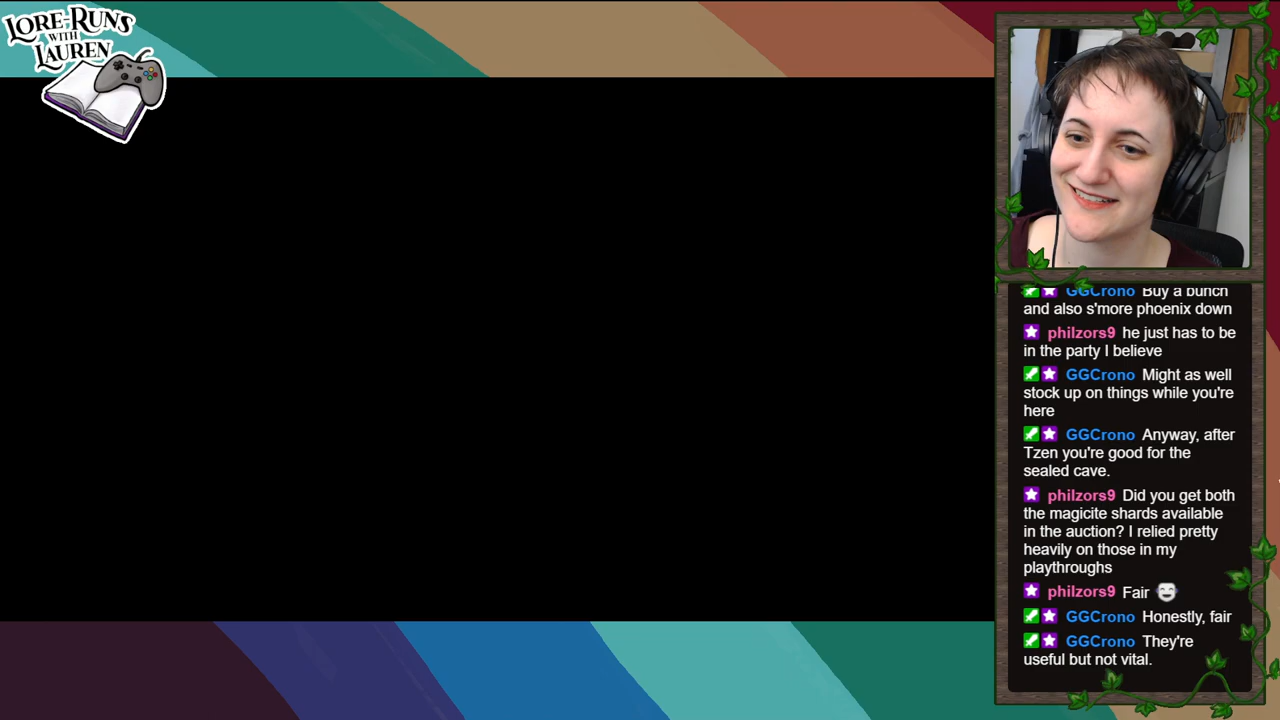 LORE-RUNS
WITH
LAUREN
GGCrono Buy a bunch
and also s'more phoenix down
philzors9 he just has to be
in the party I believe
GGCrono Might as well
stock up on things while you're
here
GGCrono Anyway, after
Tzen you're good for the
sealed cave.
philzors9 Did you get both
the magicite shards available
in the auction? I relied pretty
heavily on those in my
playthroughs
philzors9 Fair
GGCrono Honestly, fair
GGCrono They're
useful but not vital.